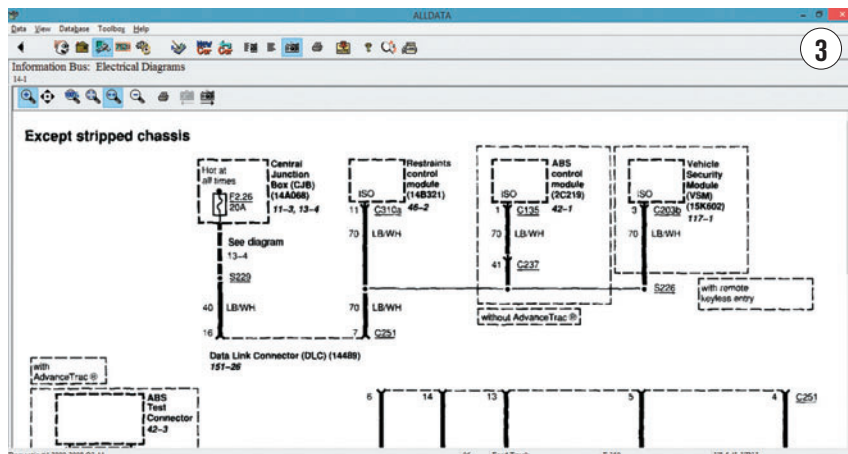 ALLDATA
Data View Database Toolbox Help
3
Information Bus: Electrical Diagrams
14-1
Except stripped chassis
Hot at
all times
F2.26
20A
Central
Junction
Box (CJB)
(14A068)
11–3, 13–4
See diagram
13–4
S229
40 LB/WH
16
ISO
Restraints
control
module
(14B321)
46–2
11 C310a
70 LB/WH
70 LB/WH
7 C251
Data Link Connector (DLC) (14489)
151–26
ISO
ABS
control
module
(2C219)
42–1
1 C135
70 LB/WH
41 C237
without AdvanceTrac ®
ISO
Vehicle
Security
Module
(VSM)
(15K602)
117–1
3 C203b
70 LB/WH
S226
with remote
keyless entry
with
AdvanceTrac ®
ABS
Test
Connector
42–3
6 14 13 5 4 C251